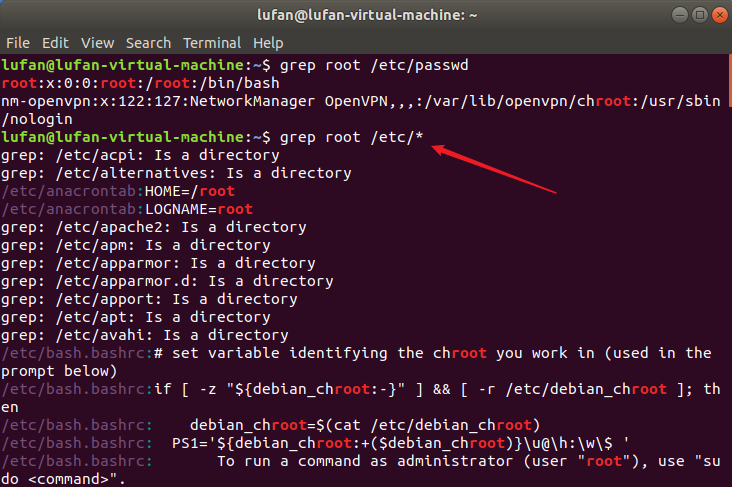 lufan@lufan-virtual-machine: ~
File Edit View Search Terminal Help
lufan@lufan-virtual-machine:~$ grep root /etc/passwd
root:x:0:0:root:/root:/bin/bash
nm-openvpn:x:122:127:NetworkManager OpenVPN,,,:/var/lib/openvpn/chroot:/usr/sbin
/nologin
lufan@lufan-virtual-machine:~$ grep root /etc/*
grep: /etc/acpi: Is a directory
grep: /etc/alternatives: Is a directory
/etc/anacrontab:HOME=/root
/etc/anacrontab:LOGNAME=root
grep: /etc/apache2: Is a directory
grep: /etc/apm: Is a directory
grep: /etc/apparmor: Is a directory
grep: /etc/apparmor.d: Is a directory
grep: /etc/apport: Is a directory
grep: /etc/apt: Is a directory
grep: /etc/avahi: Is a directory
/etc/bash.bashrc:# set variable identifying the chroot you work in (used in the
prompt below)
/etc/bash.bashrc:if [ -z "${debian_chroot:-}" ] && [ -r /etc/debian_chroot ]; th
en
/etc/bash.bashrc:    debian_chroot=$(cat /etc/debian_chroot)
/etc/bash.bashrc:  PS1='${debian_chroot:+($debian_chroot)}\u@\h:\w\$ '
/etc/bash.bashrc:       To run a command as administrator (user "root"), use "su
do <command>".